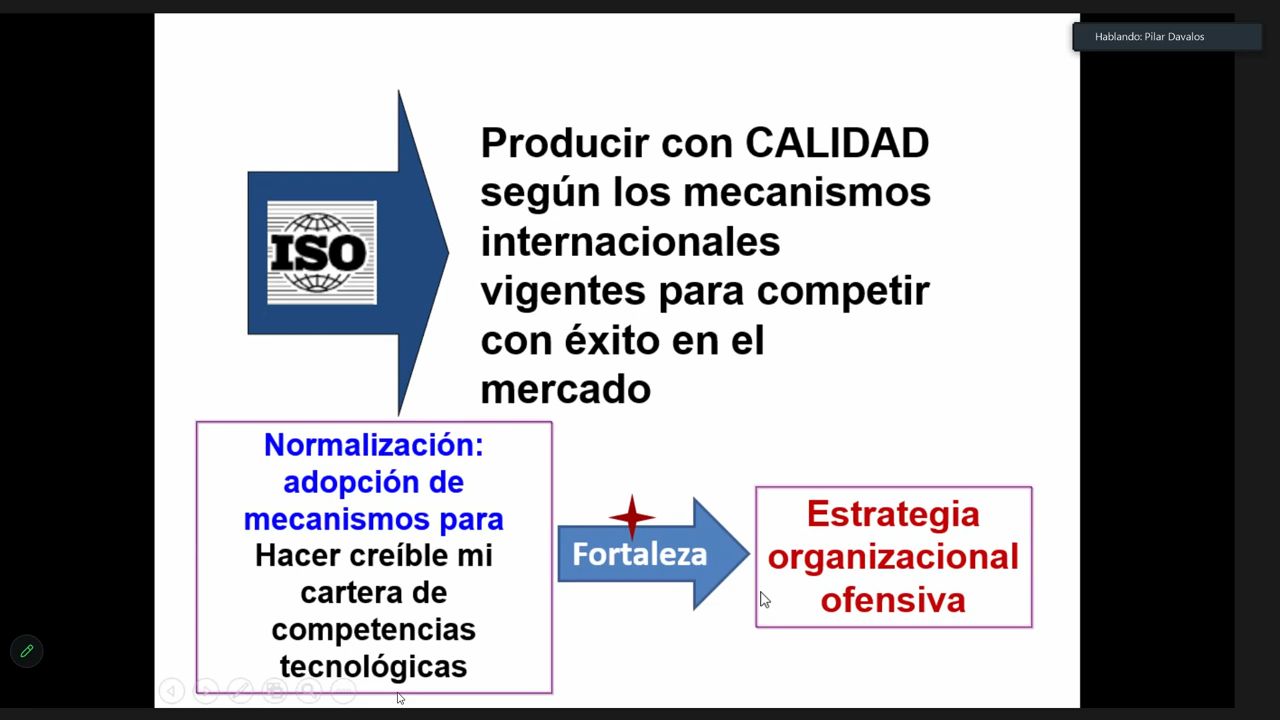 Hablando: Pilar Davalos
ISO
Producir con CALIDAD
según los mecanismos
internacionales
vigentes para competir
con éxito en el
mercado
Normalización:
adopción de
mecanismos para
Hacer creíble mi
cartera de
competencias
tecnológicas
Fortaleza
Estrategia
organizacional
ofensiva